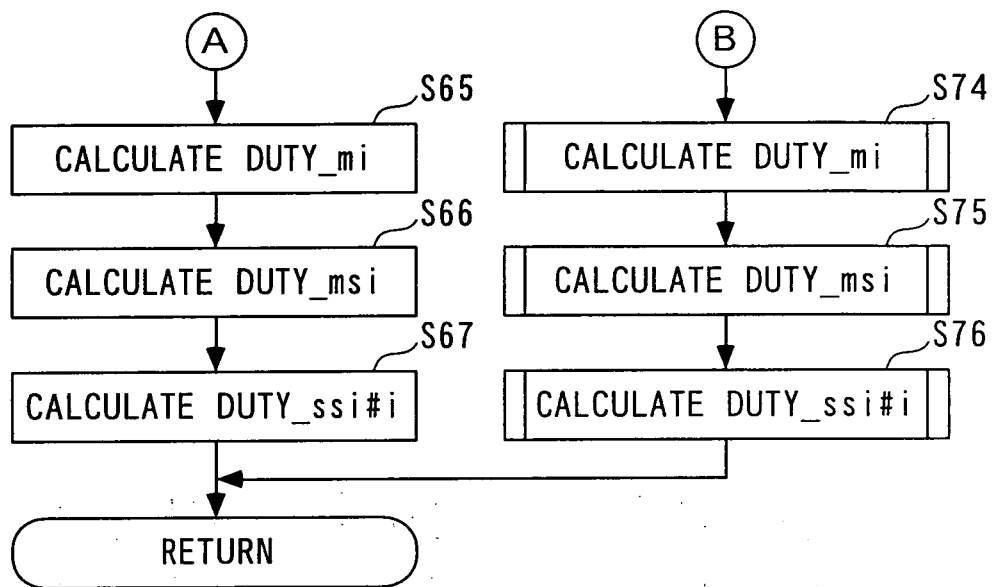 A
S65
CALCULATE DUTY_mi
S66
CALCULATE DUTY_msi
S67
CALCULATE DUTY_ssi#i
B
S74
CALCULATE DUTY_mi
S75
CALCULATE DUTY_msi
S76
CALCULATE DUTY_ssi#i
RETURN